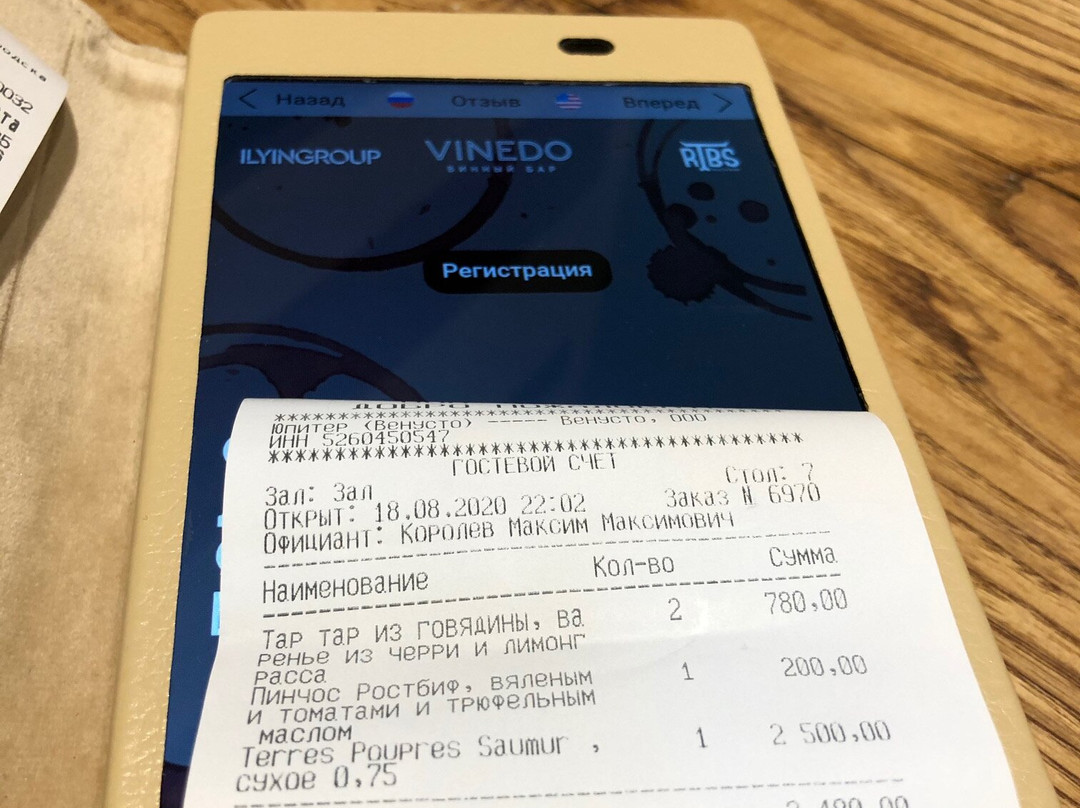 0032
< Назад Отзыв Вперед >
ILYINGROUP VINEDO RTBS
ВИННЫЙ БАР
Регистрация
****************************************
Юпитер (Венусто) ----- Венусто, ООО
ИНН 5260450547
****************************************
ГОСТЕВОЙ СЧЕТ
Зал: Зал Стол: 7
Открыт: 18.08.2020 22:02 Заказ № 6970
Официант: Королев Максим Максимович
Наименование Кол-во Сумма
Тар тар из говядины, ва 2 780,00
ренье из черри и лимонг
расса
Пинчос Ростбиф, вяленым 1 200,00
и томатами и трюфельным
маслом
Terres Poupres Saumur , 1 2 500,00
сухое 0,75